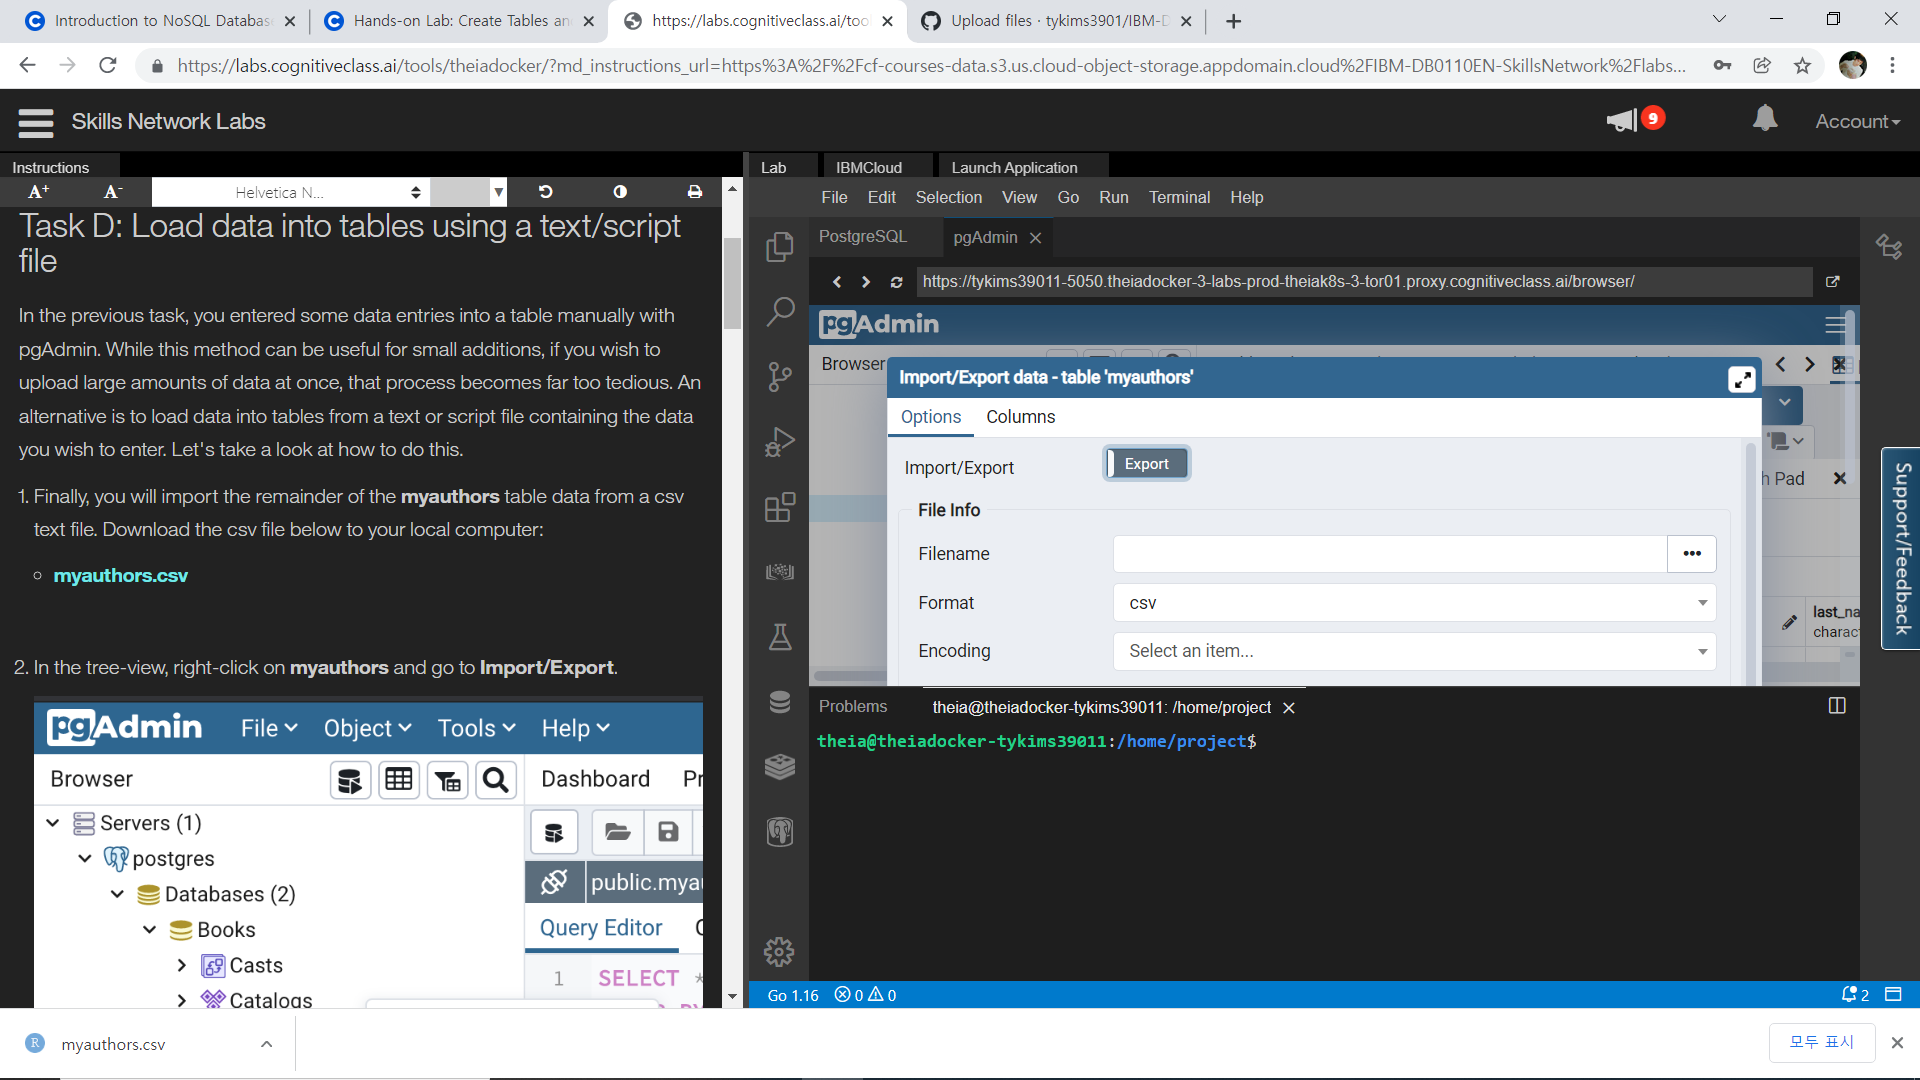 Introduction to NoSQL Databas
Hands-on Lab: Create Tables an
https://labs.cognitiveclass.ai/tool
Upload files · tykims3901/IBM-D
https://labs.cognitiveclass.ai/tools/theiadocker/?md_instructions_url=https%3A%2F%2Fcf-courses-data.s3.us.cloud-object-storage.appdomain.cloud%2FIBM-DB0110EN-SkillsNetwork%2Flabs...
Skills Network Labs
9
Account
Instructions
A+ A- Helvetica N...
Task D: Load data into tables using a text/script
file
In the previous task, you entered some data entries into a table manually with
pgAdmin. While this method can be useful for small additions, if you wish to
upload large amounts of data at once, that process becomes far too tedious. An
alternative is to load data into tables from a text or script file containing the data
you wish to enter. Let's take a look at how to do this.
1. Finally, you will import the remainder of the myauthors table data from a csv
text file. Download the csv file below to your local computer:
myauthors.csv
2. In the tree-view, right-click on myauthors and go to Import/Export.
pgAdmin File Object Tools Help
Browser Dashboard Pr
Servers (1)
postgres
Databases (2)
public.myau
Books
Query Editor
Casts
1 SELECT *
Catalogs
Lab IBMCloud Launch Application
File Edit Selection View Go Run Terminal Help
PostgreSQL pgAdmin
https://tykims39011-5050.theiadocker-3-labs-prod-theiak8s-3-tor01.proxy.cognitiveclass.ai/browser/
pgAdmin
Browser
Import/Export data - table 'myauthors'
Options Columns
Import/Export Export
File Info
h Pad
Filename
Format csv
last_na
charac
Encoding Select an item...
Problems theia@theiadocker-tykims39011: /home/project
theia@theiadocker-tykims39011:/home/project$
Support/Feedback
Go 1.16 0 0 2
R myauthors.csv
모두 표시